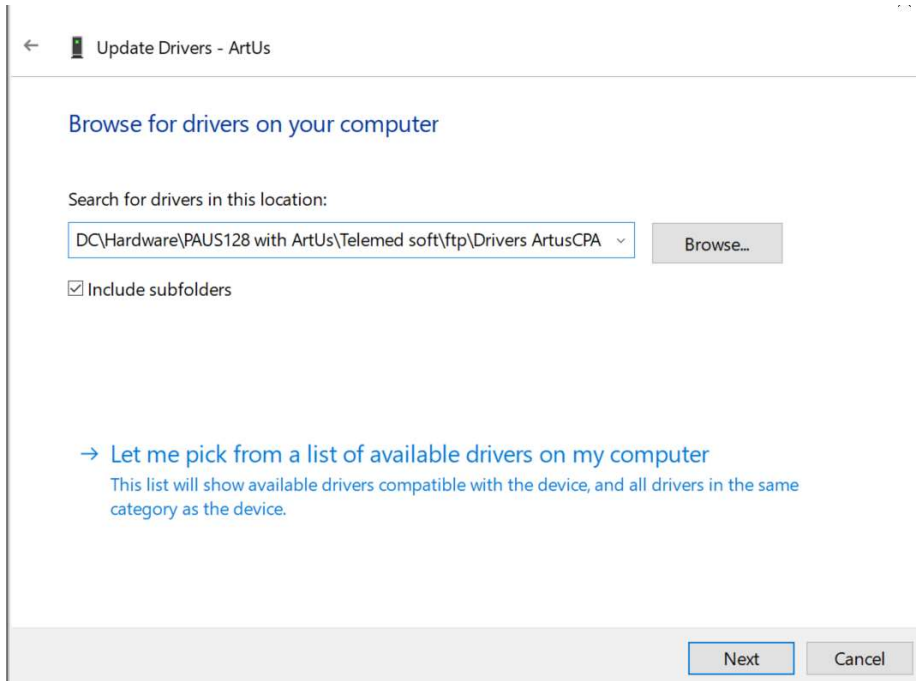 Update Drivers - ArtUs
Browse for drivers on your computer
Search for drivers in this location:
DC\Hardware\PAUS128 with ArtUs\Telemed soft\ftp\Drivers ArtusCPA
Browse...
Include subfolders
Let me pick from a list of available drivers on my computer
This list will show available drivers compatible with the device, and all drivers in the same
category as the device.
Next
Cancel